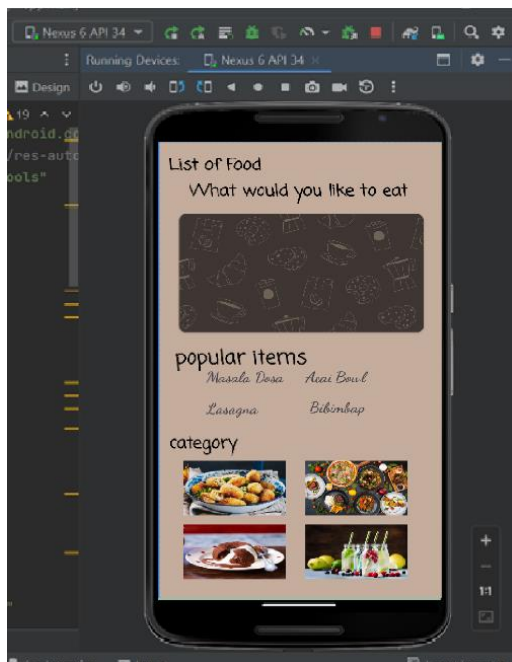 Nexus 6 API 34
Running Devices: Nexus 6 API 34
Design
19
ndroid.co
/res-auto
ools"
List of Food
What would you like to eat
popular items
Masala Dosa Acai Bowl
Lasagna Bibimbap
category
1:1